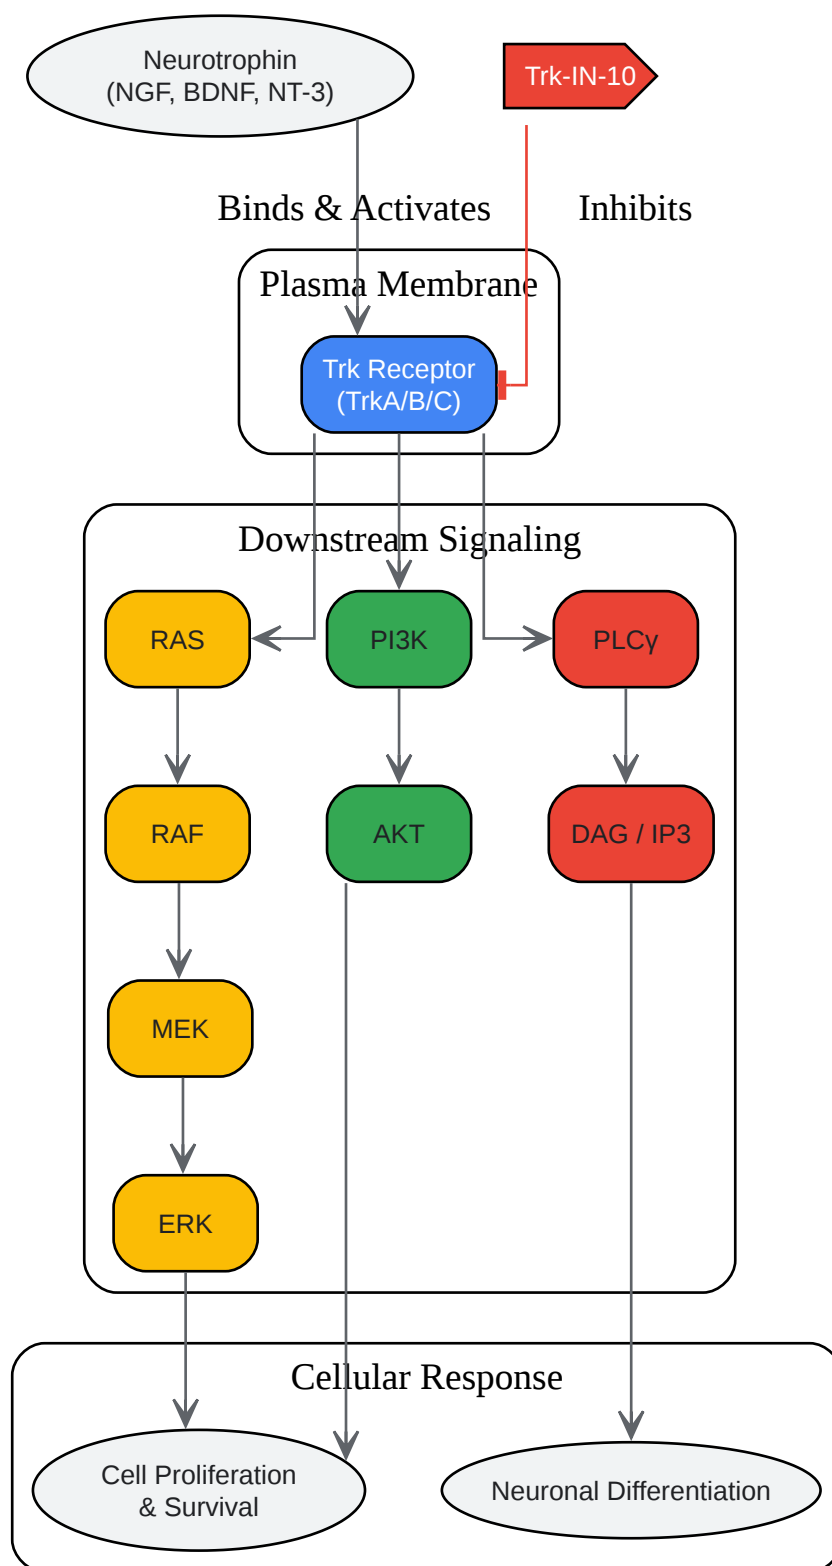 Neurotrophin
(NGF, BDNF, NT-3)
Trk-IN-10
Binds & Activates
Inhibits
Plasma Membrane
Trk Receptor
(TrkA/B/C)
Downstream Signaling
RAS
PI3K
PLCγ
RAF
AKT
DAG / IP3
MEK
ERK
Cellular Response
Cell Proliferation
& Survival
Neuronal Differentiation